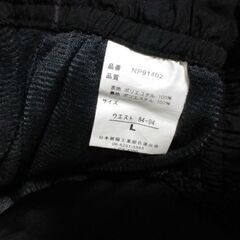 品番　NP91402
品質
表地 ポリエステル 100%
裏地 ポリエステル 100%
サイズ
ウエスト 84-94
L